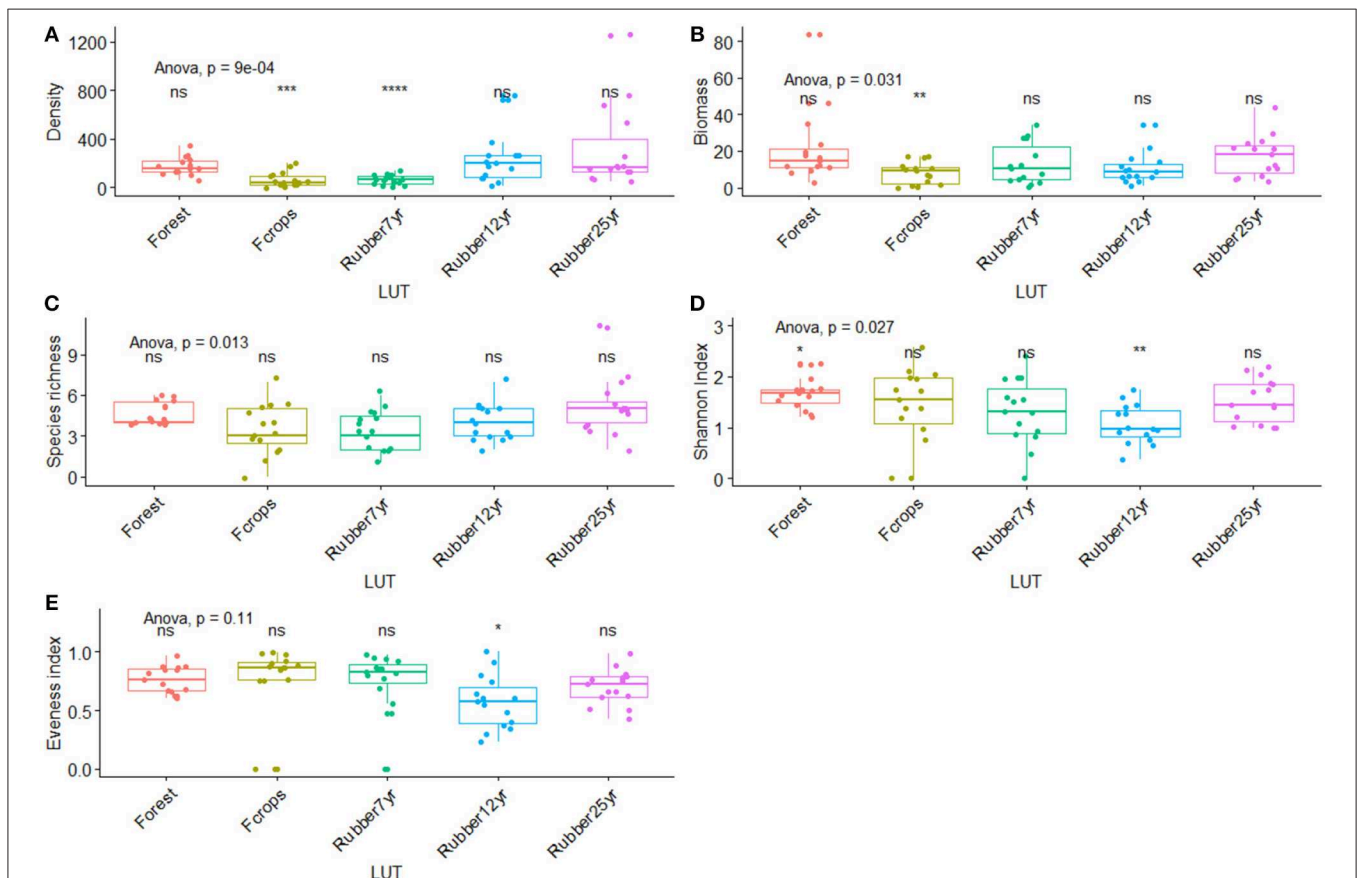 A
Density
1200
800
400
0
Anova, p = 9e-04
ns
***
****
ns
ns
Forest
Fcrops
Rubber7yr
Rubber12yr
Rubber25yr
LUT
B
Biomass
80
60
40
20
0
Anova, p = 0.031
ns
**
ns
ns
ns
Forest
Fcrops
Rubber7yr
Rubber12yr
Rubber25yr
LUT
C
Species richness
9
6
3
0
Anova, p = 0.013
ns
ns
ns
ns
ns
Forest
Fcrops
Rubber7yr
Rubber12yr
Rubber25yr
LUT
D
Shannon Index
3
2
1
0
Anova, p = 0.027
*
ns
ns
**
ns
Forest
Fcrops
Rubber7yr
Rubber12yr
Rubber25yr
LUT
E
Eveness index
1.0
0.5
0.0
Anova, p = 0.11
ns
ns
ns
*
ns
Forest
Fcrops
Rubber7yr
Rubber12yr
Rubber25yr
LUT